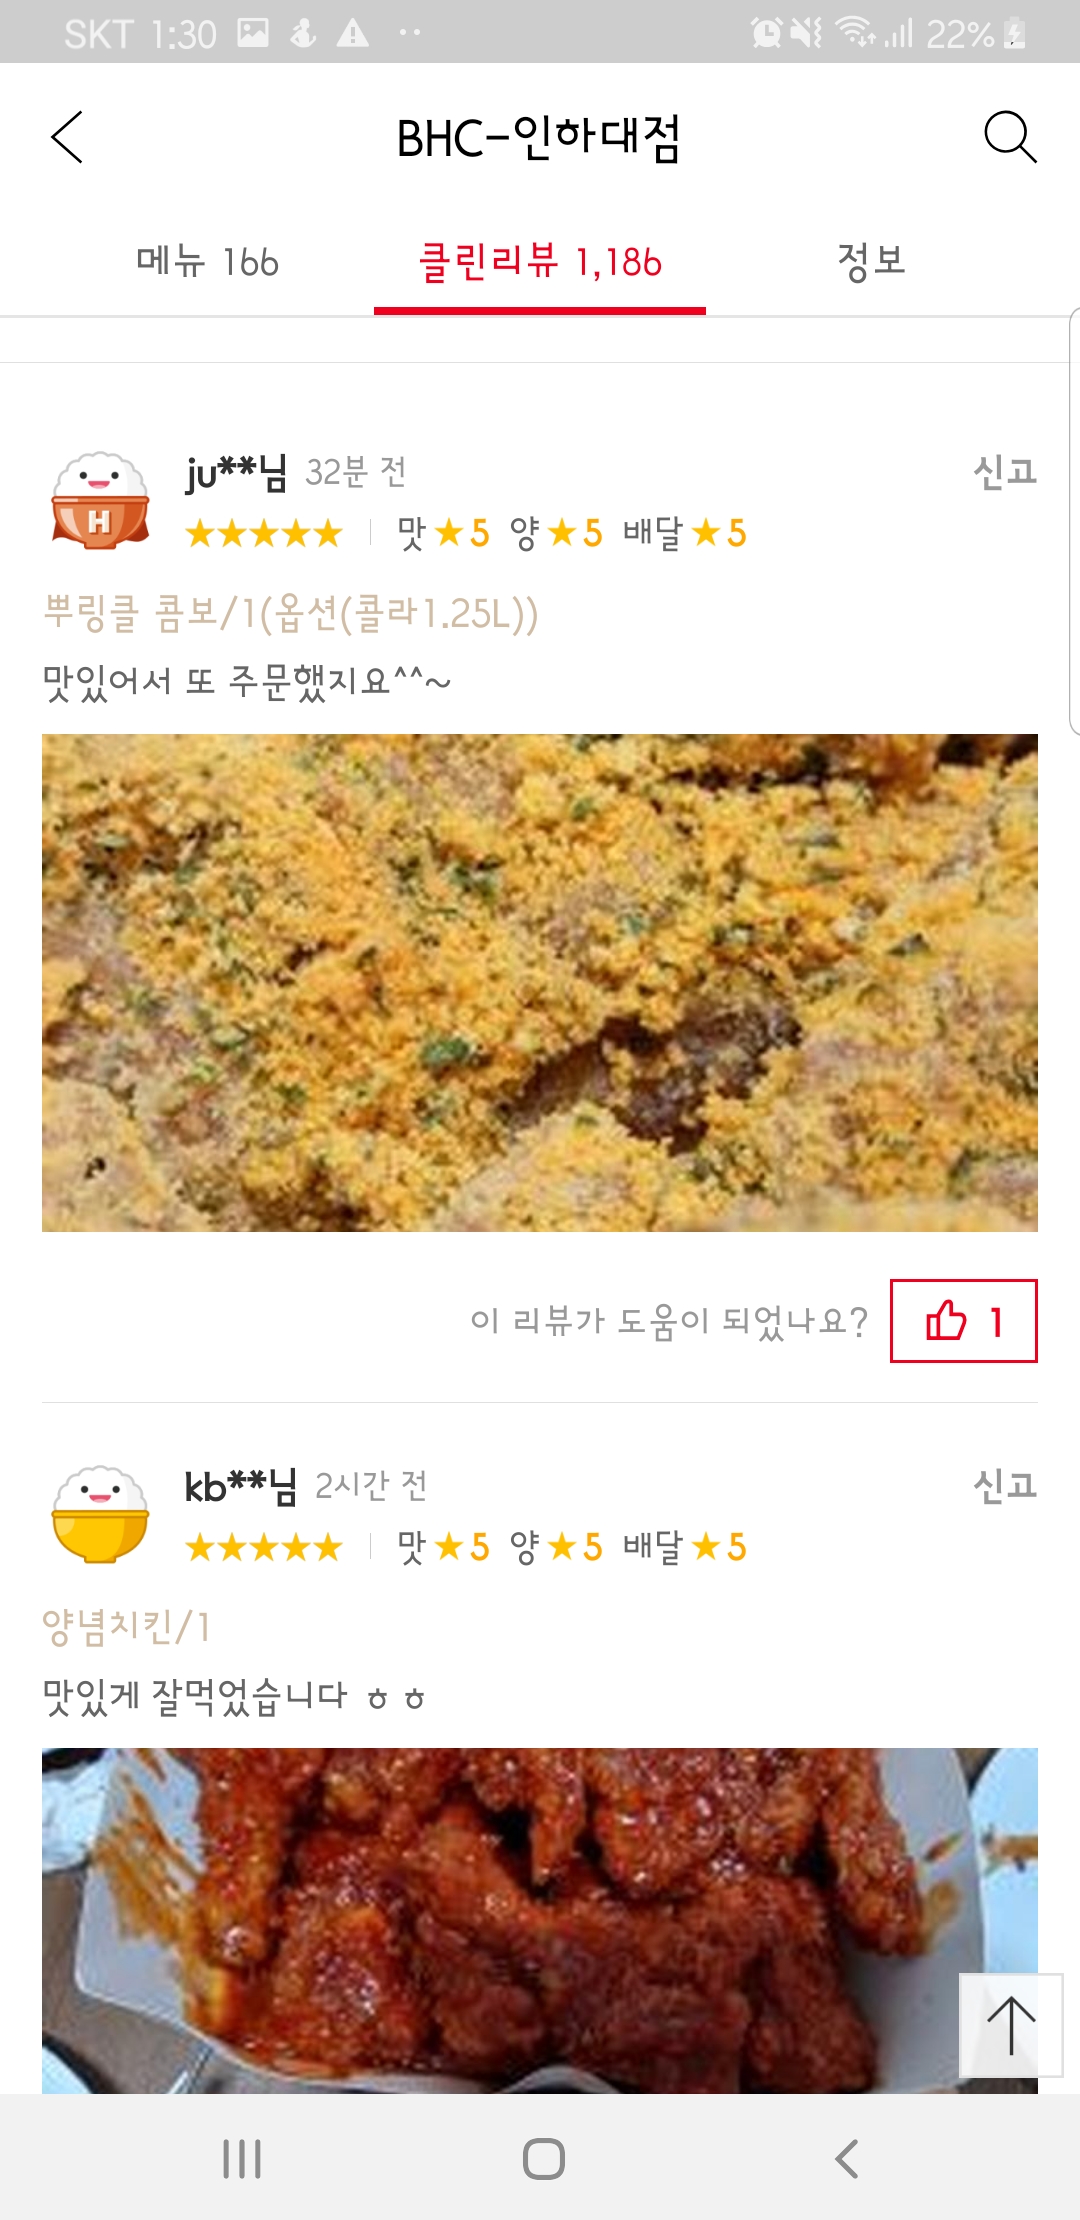 SKT 1:30 22%
BHC-인하대점
메뉴 166 클린리뷰 1,186 정보
ju**님 32분 전 신고
★★★★★ | 맛★5 양★5 배달★5
H
뿌링클 콤보/1(옵션(콜라1.25L))
맛있어서 또 주문했지요^^~
이 리뷰가 도움이 되었나요? 1
kb**님 2시간 전 신고
★★★★★ | 맛★5 양★5 배달★5
양념치킨/1
맛있게 잘먹었습니다 ㅎ ㅎ